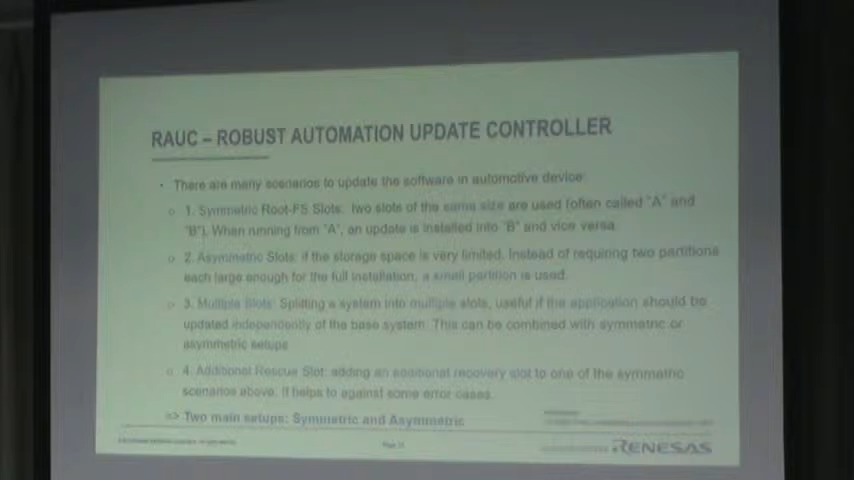 RAUC – ROBUST AUTOMATION UPDATE CONTROLLER
• There are many scenarios to update the software in automotive device:
○ 1. Symmetric Root-FS Slots: two slots of the same size are used (often called "A" and
"B"). When running from "A", an update is installed into "B" and vice versa.
○ 2. Asymmetric Slots: if the storage space is very limited. Instead of requiring two partitions
each large enough for the full installation, a small partition is used.
○ 3. Multiple Slots: Splitting a system into multiple slots, useful if the application should be
updated independently of the base system. This can be combined with symmetric or
asymmetric setups.
○ 4. Additional Rescue Slot: adding an additional recovery slot to one of the symmetric
scenarios above. It helps to against some error cases.
=> Two main setups: Symmetric and Asymmetric
Page
RENESAS